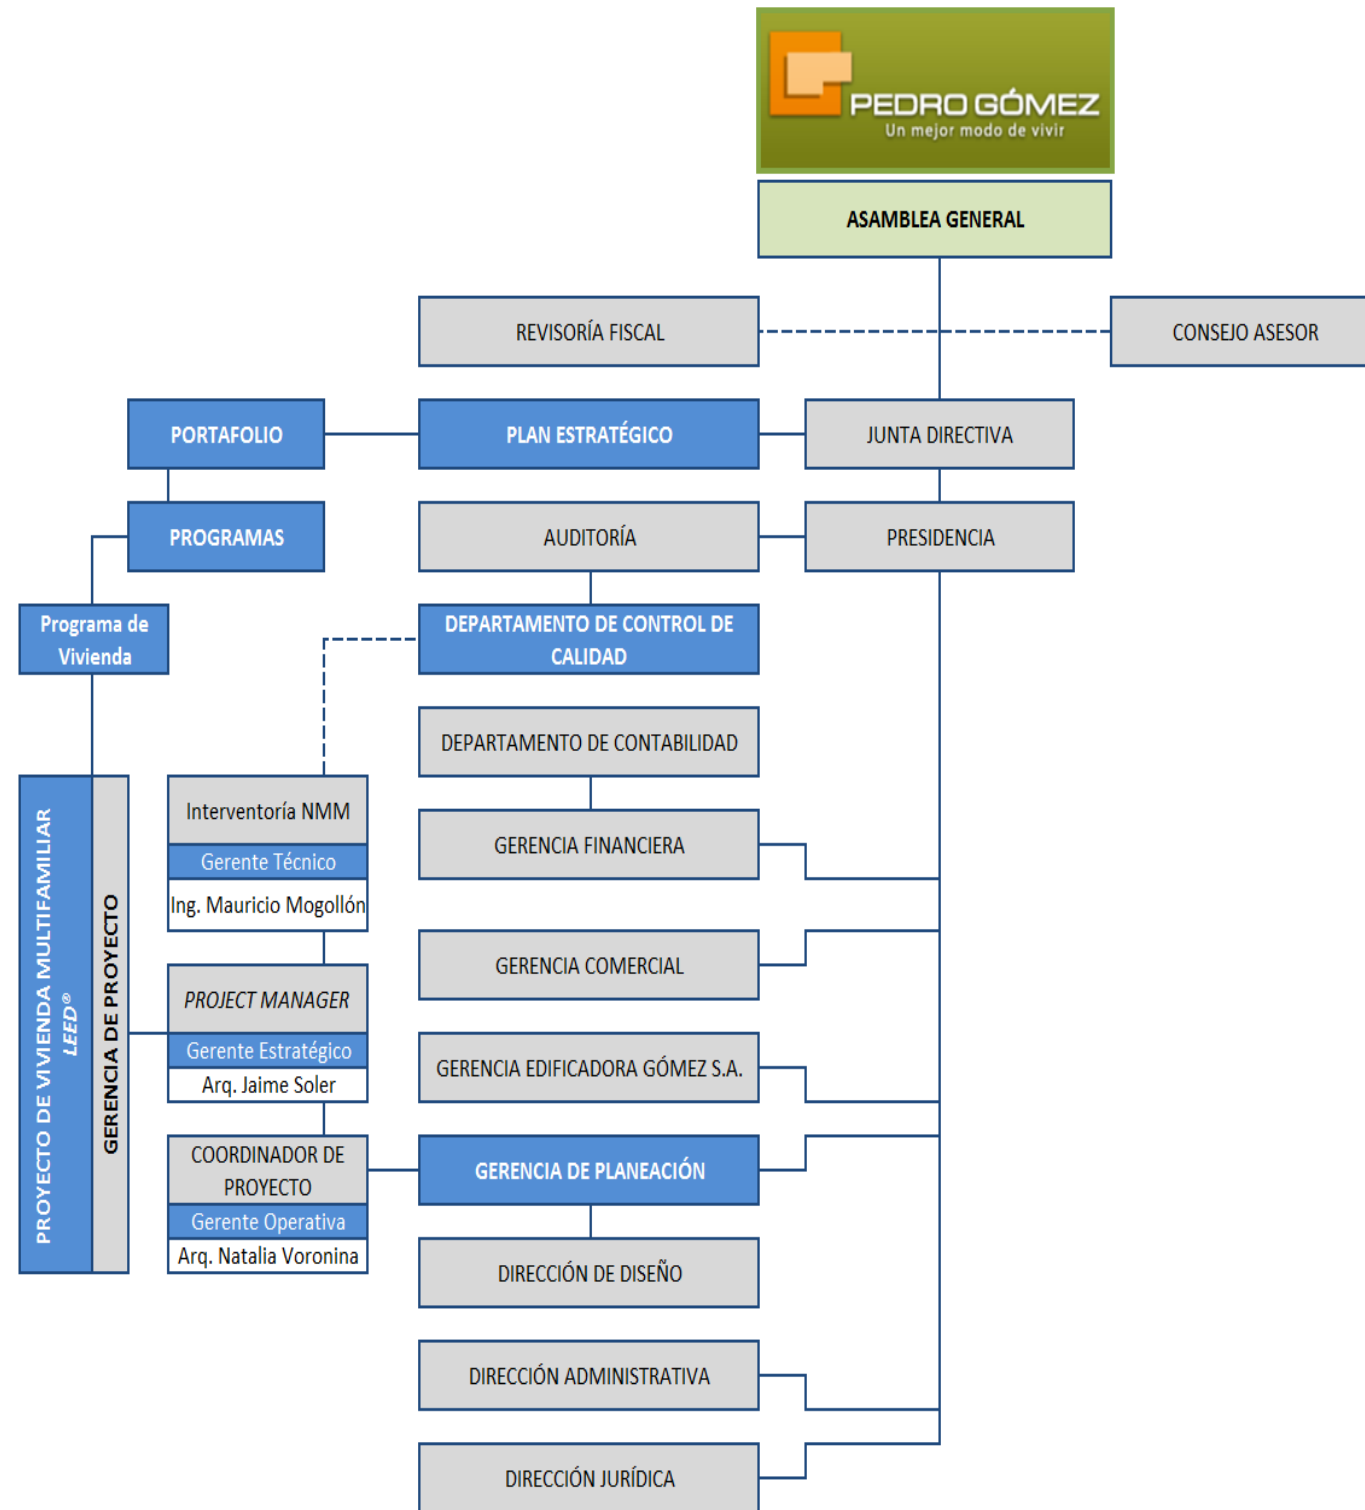 PEDRO GÓMEZ
Un mejor modo de vivir
ASAMBLEA GENERAL
REVISORÍA FISCAL
CONSEJO ASESOR
PORTAFOLIO
PLAN ESTRATÉGICO
JUNTA DIRECTIVA
PROGRAMAS
AUDITORÍA
PRESIDENCIA
Programa de
Vivienda
DEPARTAMENTO DE CONTROL DE
CALIDAD
DEPARTAMENTO DE CONTABILIDAD
PROYECTO DE VIVIENDA MULTIFAMILIAR
LEED®
GERENCIA DE PROYECTO
Interventoría NMM
Gerente Técnico
Ing. Mauricio Mogollón
GERENCIA FINANCIERA
GERENCIA COMERCIAL
PROJECT MANAGER
Gerente Estratégico
Arq. Jaime Soler
GERENCIA EDIFICADORA GÓMEZ S.A.
COORDINADOR DE
PROYECTO
Gerente Operativa
Arq. Natalia Voronina
GERENCIA DE PLANEACIÓN
DIRECCIÓN DE DISEÑO
DIRECCIÓN ADMINISTRATIVA
DIRECCIÓN JURÍDICA